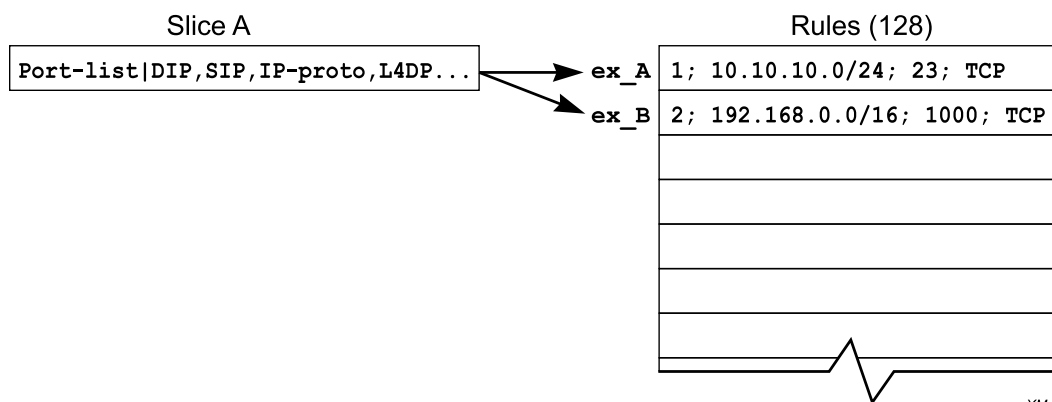 Slice A
Rules (128)
Port-list|DIP,SIP,IP-proto,L4DP...
ex_A 1; 10.10.10.0/24; 23; TCP
ex_B 2; 192.168.0.0/16; 1000; TCP